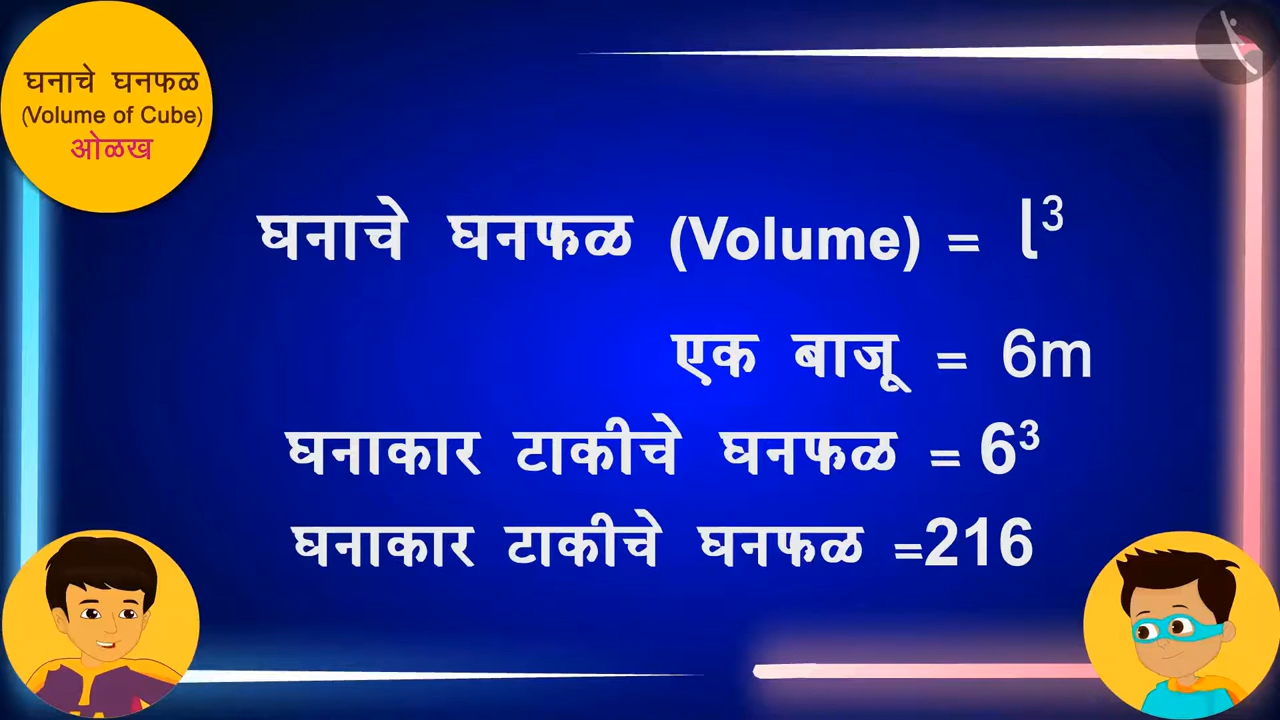 घनाचे घनफळ
(Volume of Cube)
ओळख
घनाचे घनफळ (Volume) = l³
एक बाजू = 6m
घनाकार टाकीचे घनफळ = 6³
घनाकार टाकीचे घनफळ =216